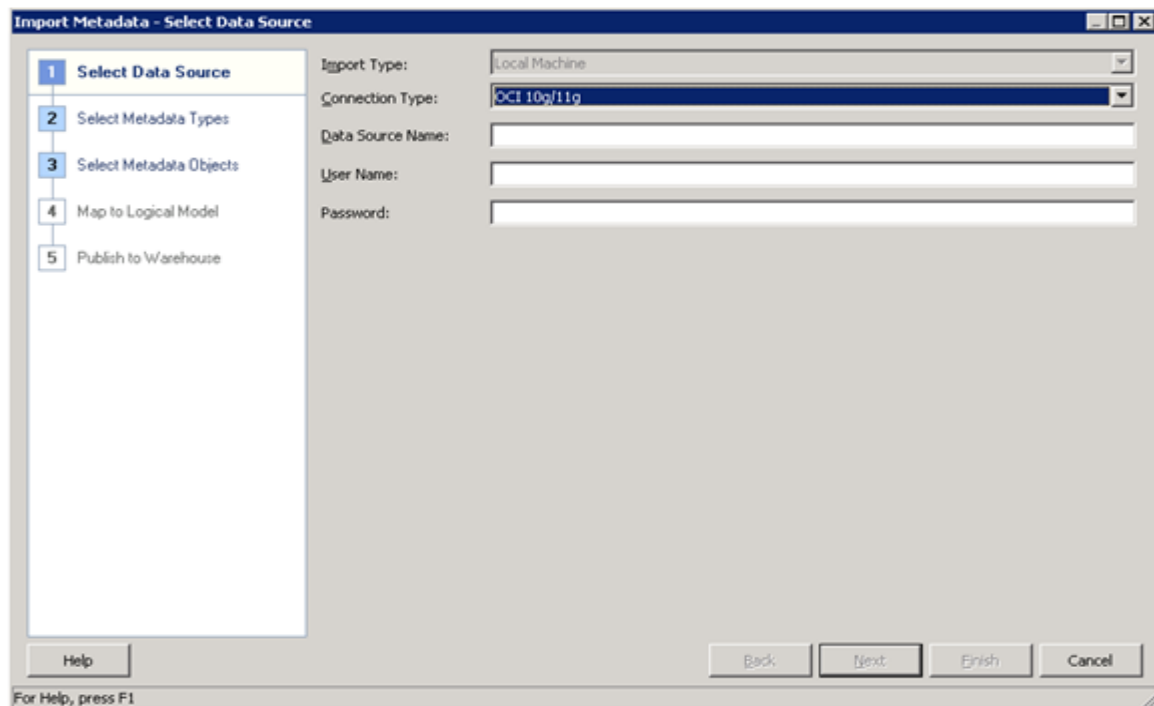 Import Metadata - Select Data Source
1 Select Data Source
2 Select Metadata Types
3 Select Metadata Objects
4 Map to Logical Model
5 Publish to Warehouse
Import Type: Local Machine
Connection Type: OCI 10g/11g
Data Source Name:
User Name:
Password:
Help Back Next Finish Cancel
For Help, press F1